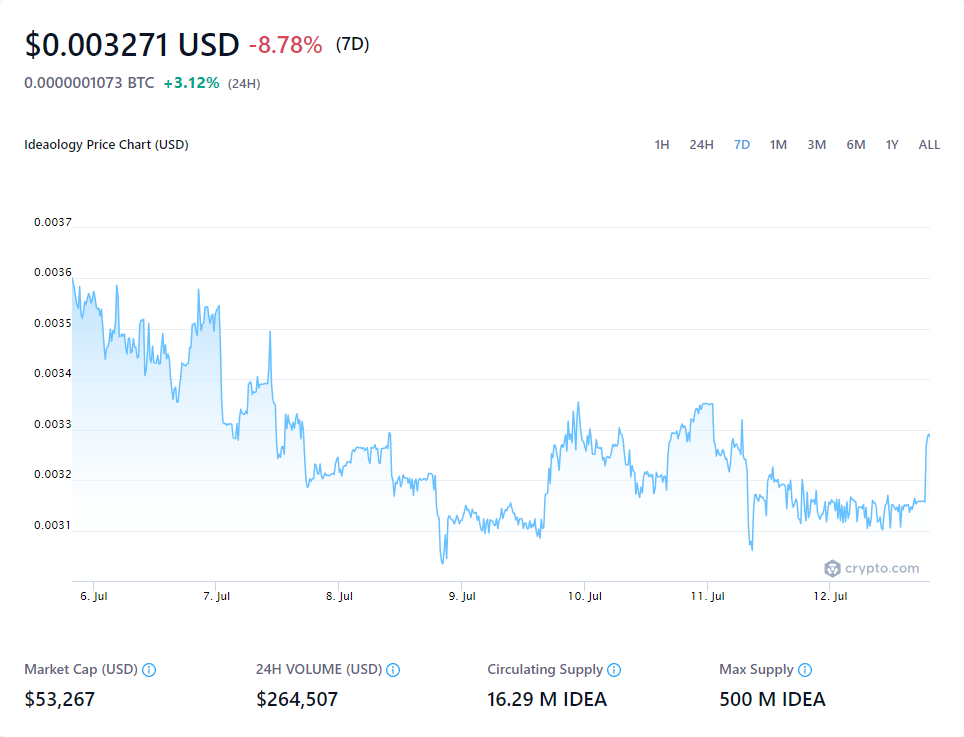 $0.003271 USD -8.78% (7D)
0.0000001073 BTC +3.12% (24H)
Ideaology Price Chart (USD) 1H 24H 7D 1M 3M 6M 1Y ALL
0.0037
0.0036
0.0035
0.0034
0.0033
0.0032
0.0031
crypto.com
6. Jul 7. Jul 8. Jul 9. Jul 10. Jul 11. Jul 12. Jul
Market Cap (USD) 24H VOLUME (USD) Circulating Supply Max Supply
$53,267 $264,507 16.29 M IDEA 500 M IDEA